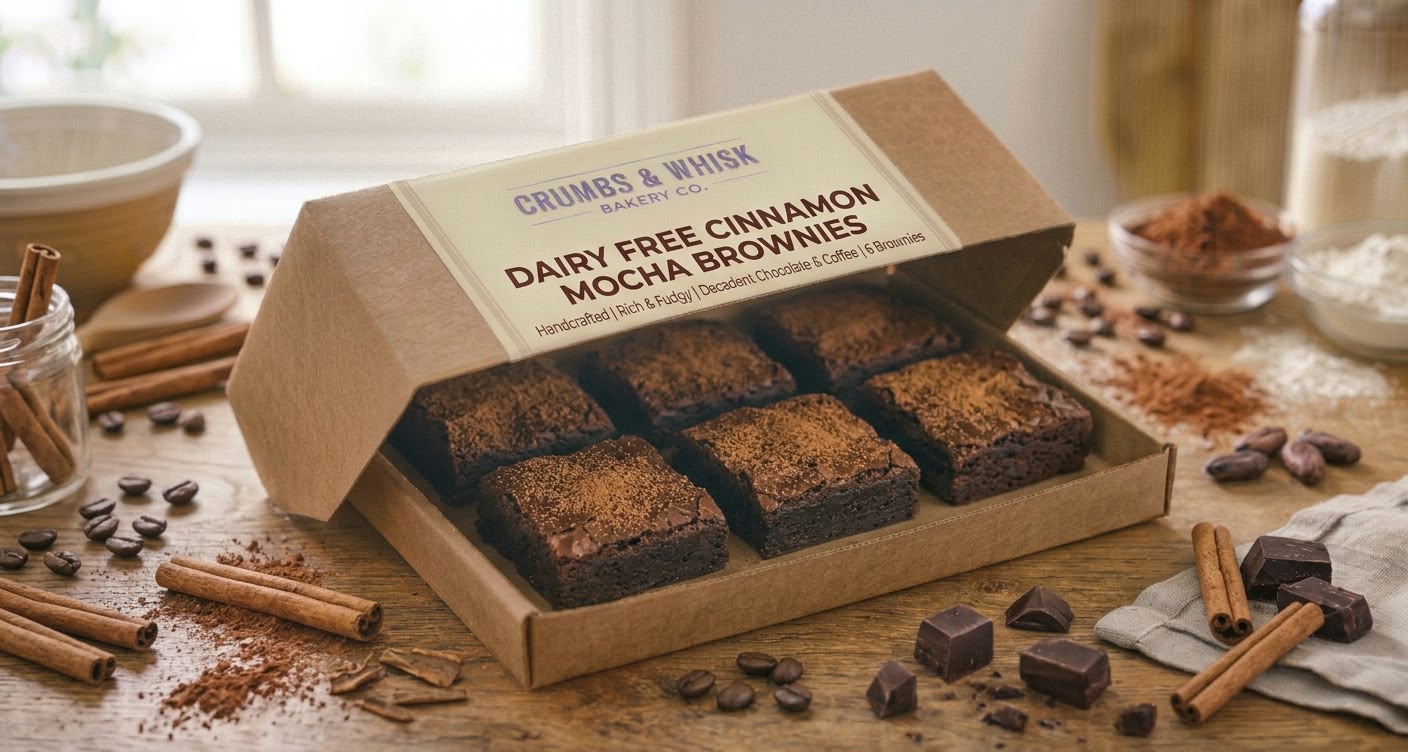 CRUMBS & WHISK
BAKERY CO.
DAIRY FREE CINNAMON
MOCHA BROWNIES
Handcrafted | Rich & Fudgy | Decadent Chocolate & Coffee | 6 Brownies